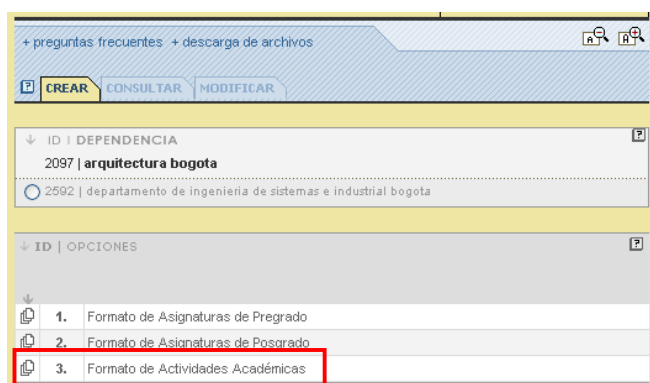 + preguntas frecuentes + descarga de archivos
A A
? CREAR CONSULTAR MODIFICAR
ID | DEPENDENCIA ?
2097 | arquitectura bogota
2592 | departamento de ingenieria de sistemas e industrial bogota
ID | OPCIONES ?
1. Formato de Asignaturas de Pregrado
2. Formato de Asignaturas de Posgrado
3. Formato de Actividades Académicas